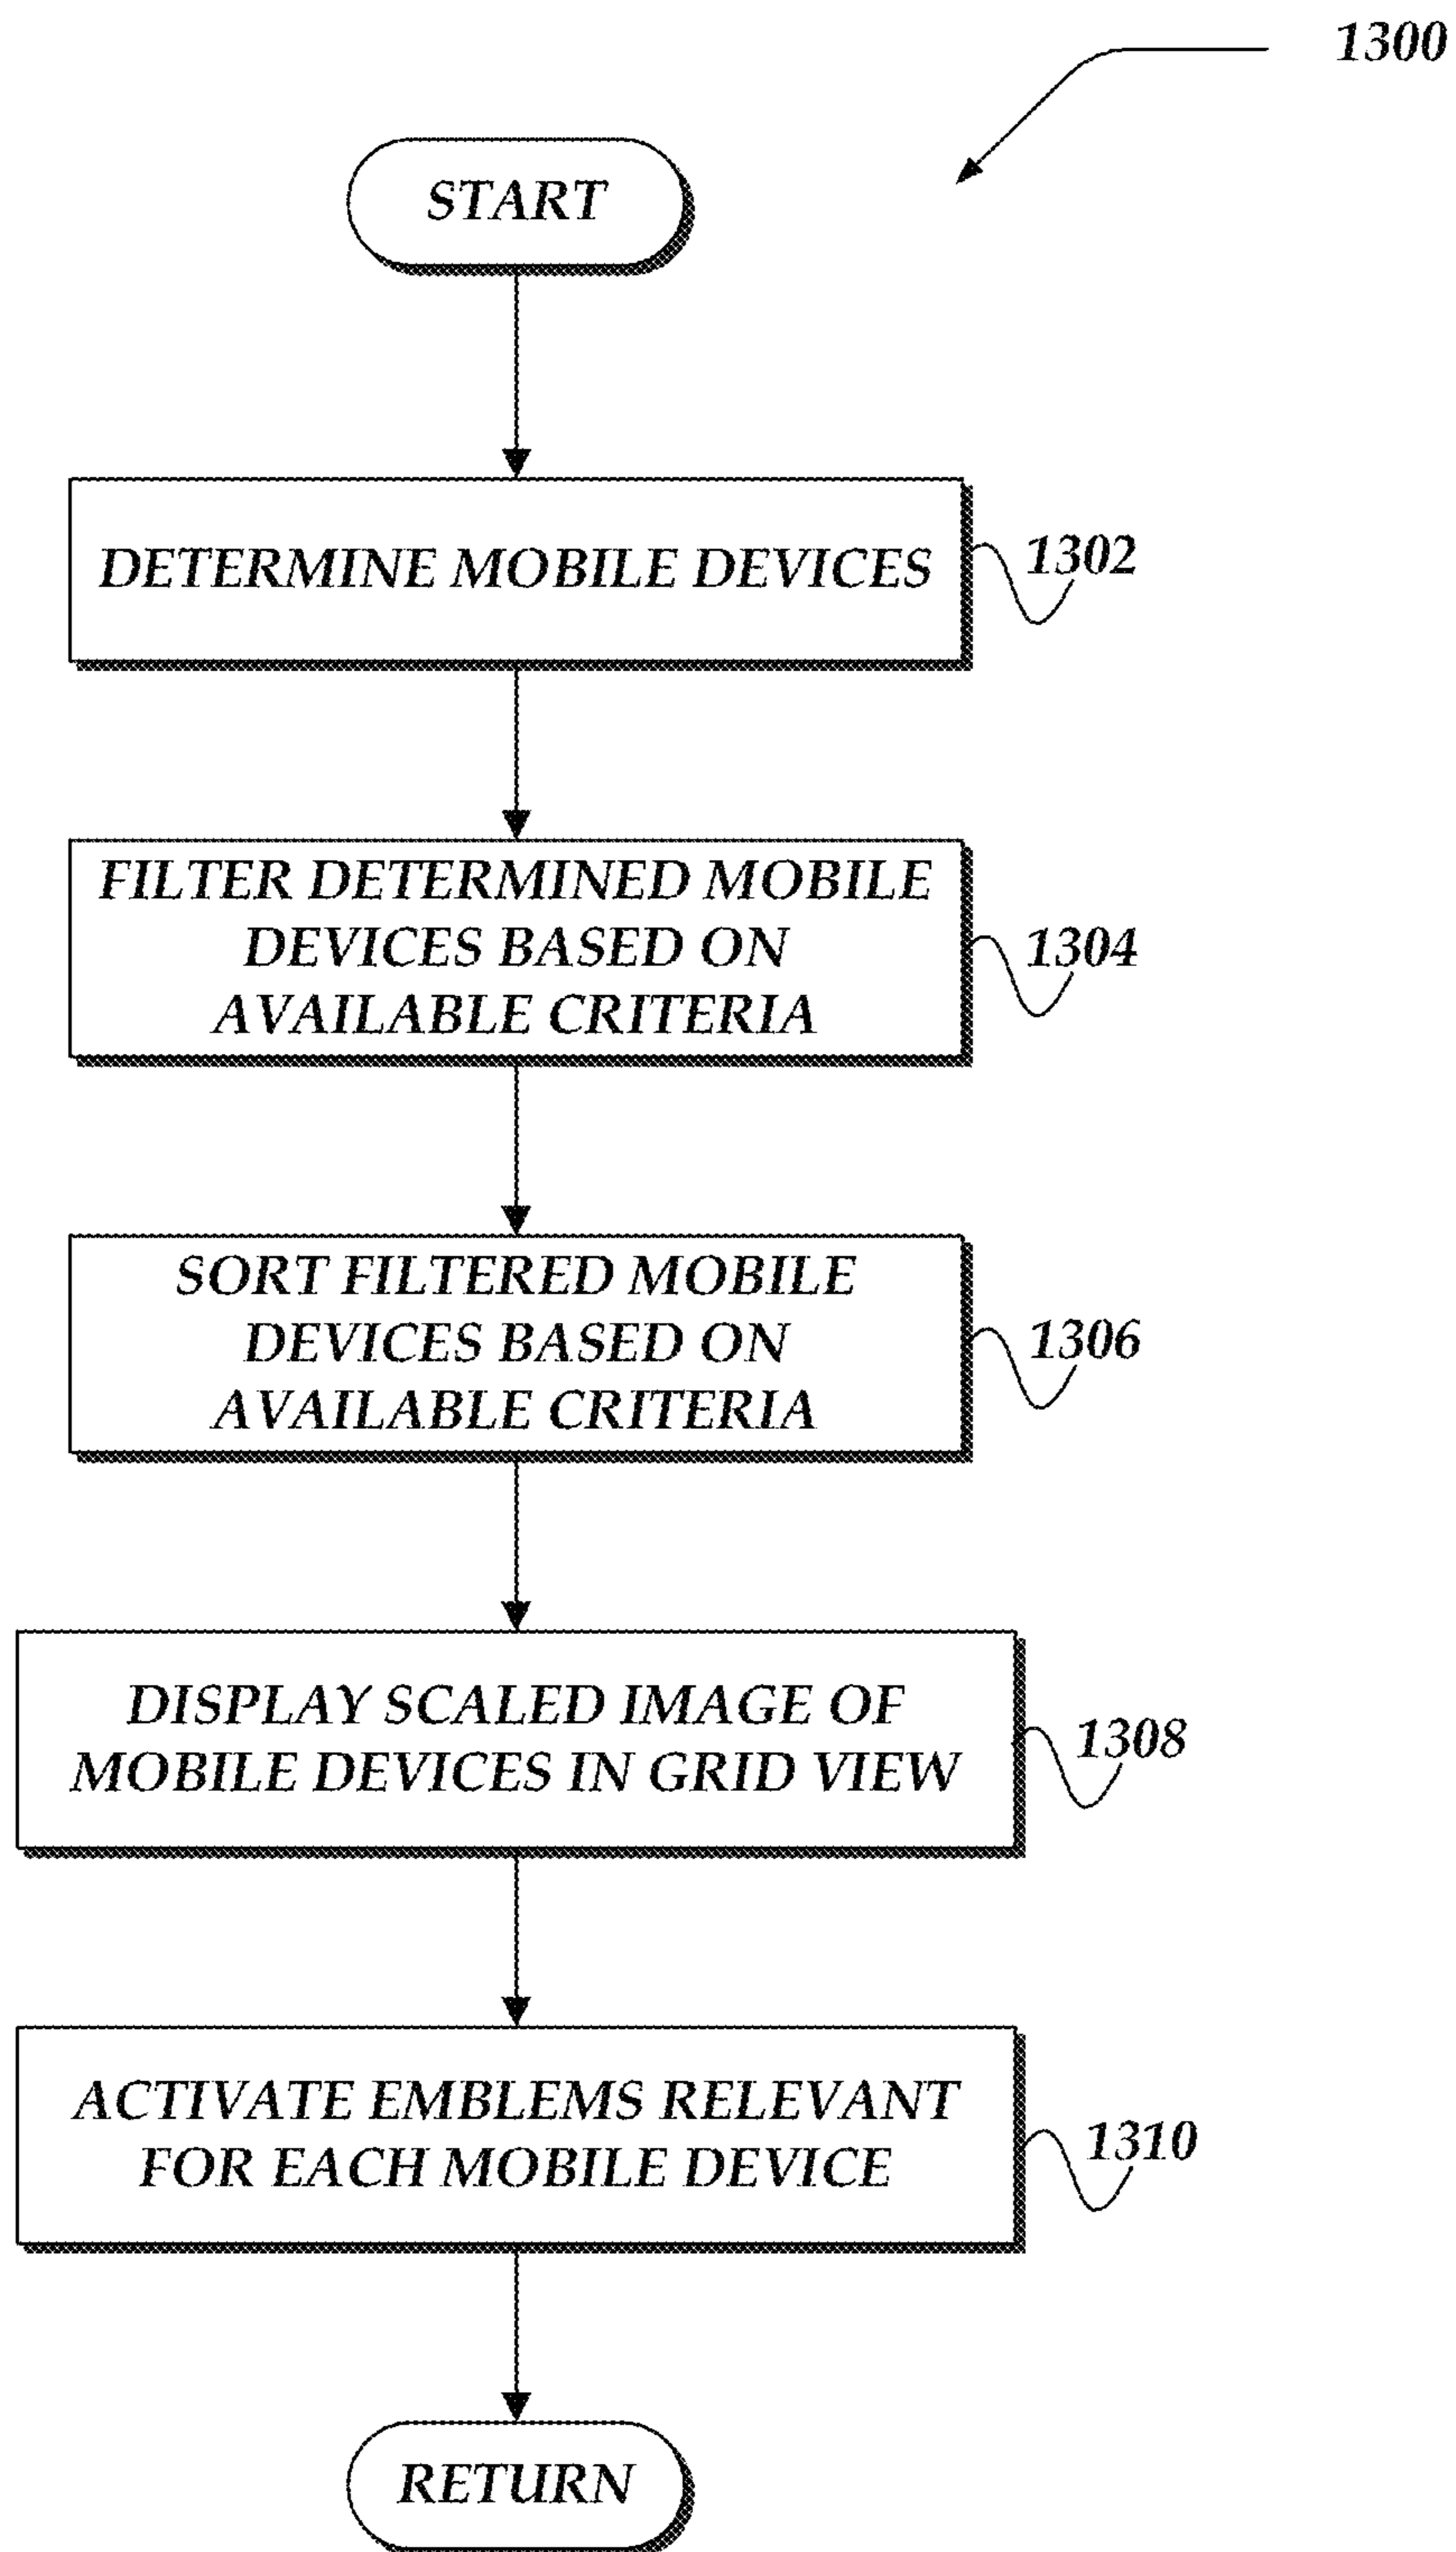 1300
START
DETERMINE MOBILE DEVICES
1302
FILTER DETERMINED MOBILE
DEVICES BASED ON
AVAILABLE CRITERIA
1304
SORT FILTERED MOBILE
DEVICES BASED ON
AVAILABLE CRITERIA
1306
DISPLAY SCALED IMAGE OF
MOBILE DEVICES IN GRID VIEW
1308
ACTIVATE EMBLEMS RELEVANT
FOR EACH MOBILE DEVICE
1310
RETURN